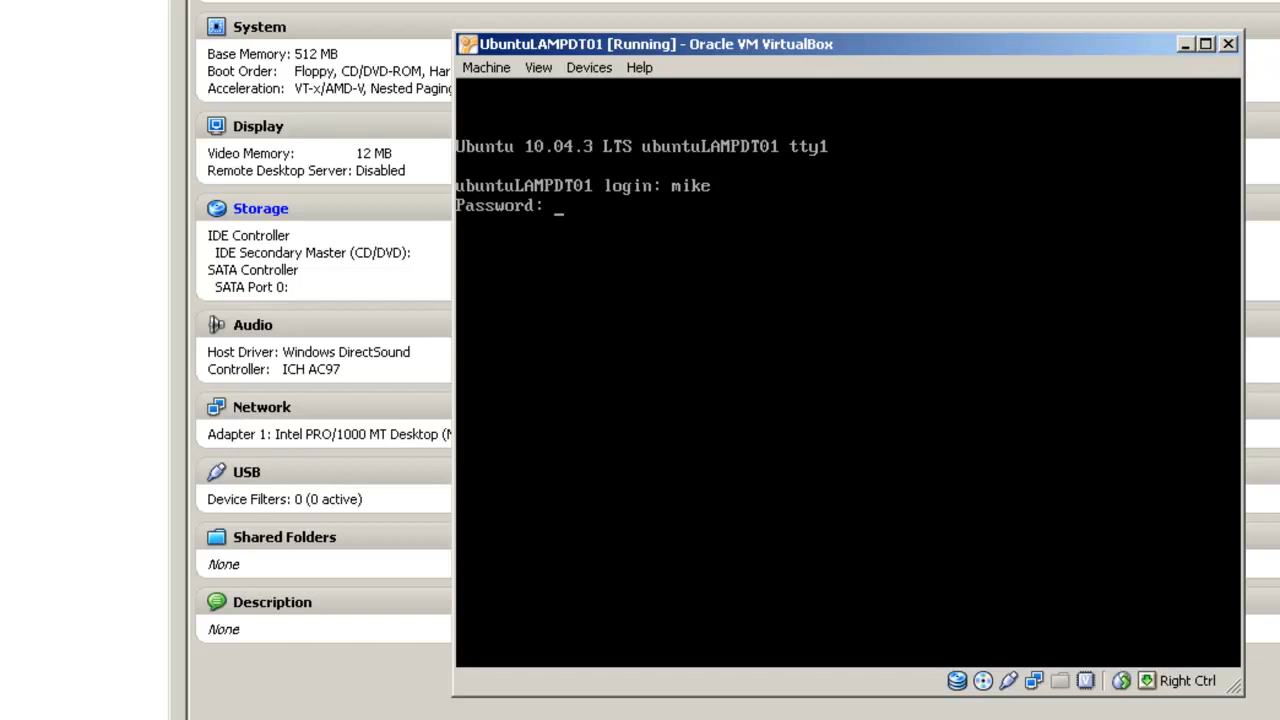 System
Base Memory: 512 MB
Boot Order: Floppy, CD/DVD-ROM, Har
Acceleration: VT-x/AMD-V, Nested Paging
Display
Video Memory: 12 MB
Remote Desktop Server: Disabled
Storage
IDE Controller
IDE Secondary Master (CD/DVD):
SATA Controller
SATA Port 0:
Audio
Host Driver: Windows DirectSound
Controller: ICH AC97
Network
Adapter 1: Intel PRO/1000 MT Desktop (N
USB
Device Filters: 0 (0 active)
Shared Folders
None
Description
None
UbuntuLAMPDT01 [Running] - Oracle VM VirtualBox
Machine View Devices Help
Ubuntu 10.04.3 LTS ubuntuLAMPDT01 tty1
ubuntuLAMPDT01 login: mike
Password: _
Right Ctrl